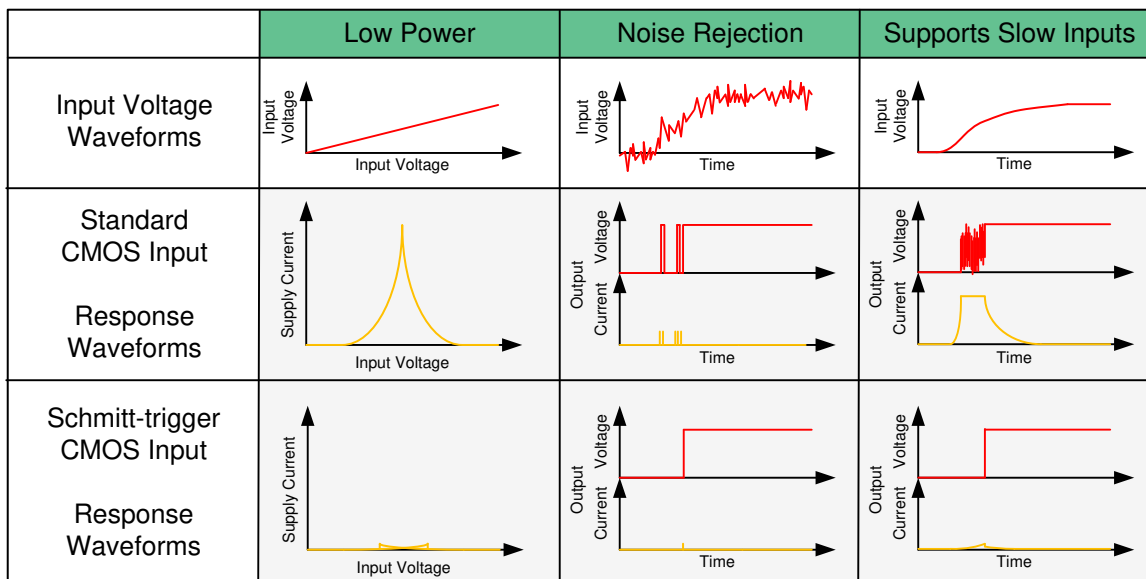 Low Power
Noise Rejection
Supports Slow Inputs
Input Voltage
Waveforms
Input
Voltage
Input Voltage
Input
Voltage
Time
Input
Voltage
Time
Standard
CMOS Input
Response
Waveforms
Supply Current
Input Voltage
Output
Voltage
Current
Time
Output
Voltage
Current
Time
Schmitt-trigger
CMOS Input
Response
Waveforms
Supply Current
Input Voltage
Output
Voltage
Current
Time
Output
Voltage
Current
Time